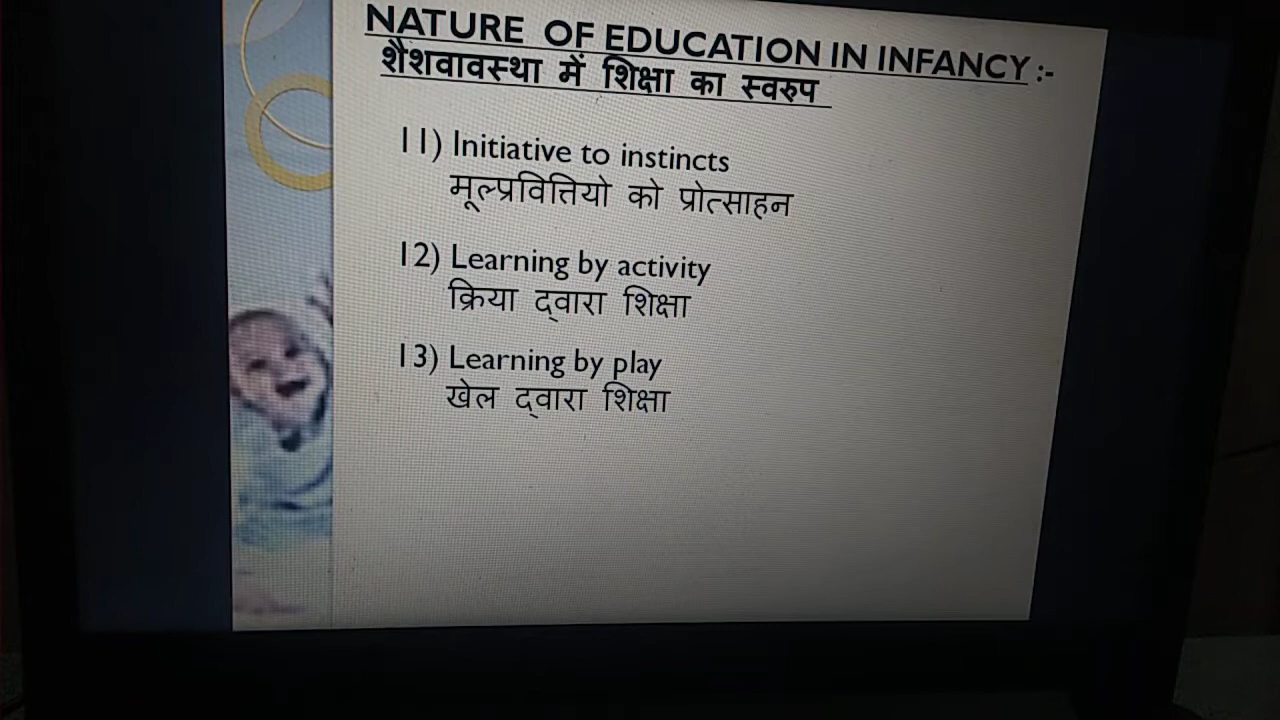 NATURE OF EDUCATION IN INFANCY :-
शैशवावस्था में शिक्षा का स्वरुप
11) Initiative to instincts
मूल्प्रवित्तियो को प्रोत्साहन
12) Learning by activity
क्रिया द्वारा शिक्षा
13) Learning by play
खेल द्वारा शिक्षा